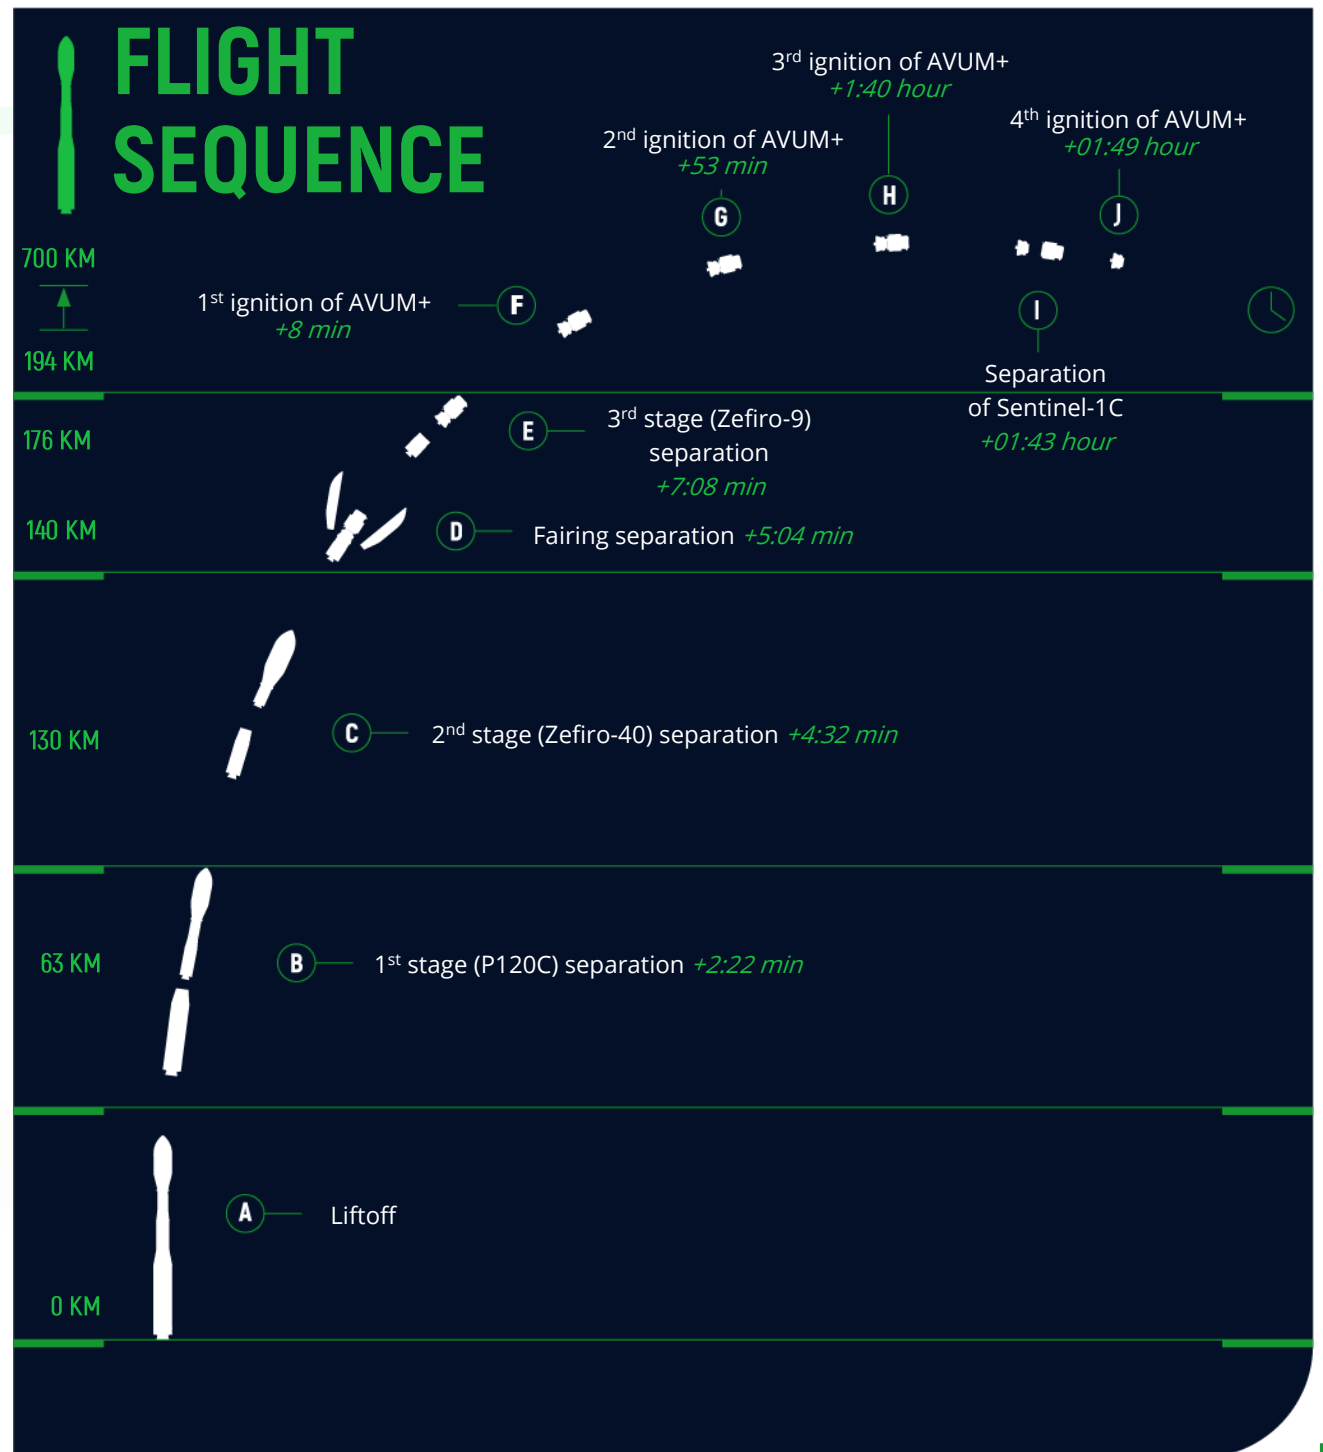 FLIGHT
SEQUENCE
3rd ignition of AVUM+
+1:40 hour
4th ignition of AVUM+
+01:49 hour
2nd ignition of AVUM+
+53 min
H
G
J
700 KM
1st ignition of AVUM+
+8 min
F
I
194 KM
Separation
of Sentinel-1C
+01:43 hour
176 KM
E
3rd stage (Zefiro-9)
separation
+7:08 min
140 KM
D
Fairing separation +5:04 min
130 KM
C
2nd stage (Zefiro-40) separation +4:32 min
63 KM
B
1st stage (P120C) separation +2:22 min
A
Liftoff
0 KM